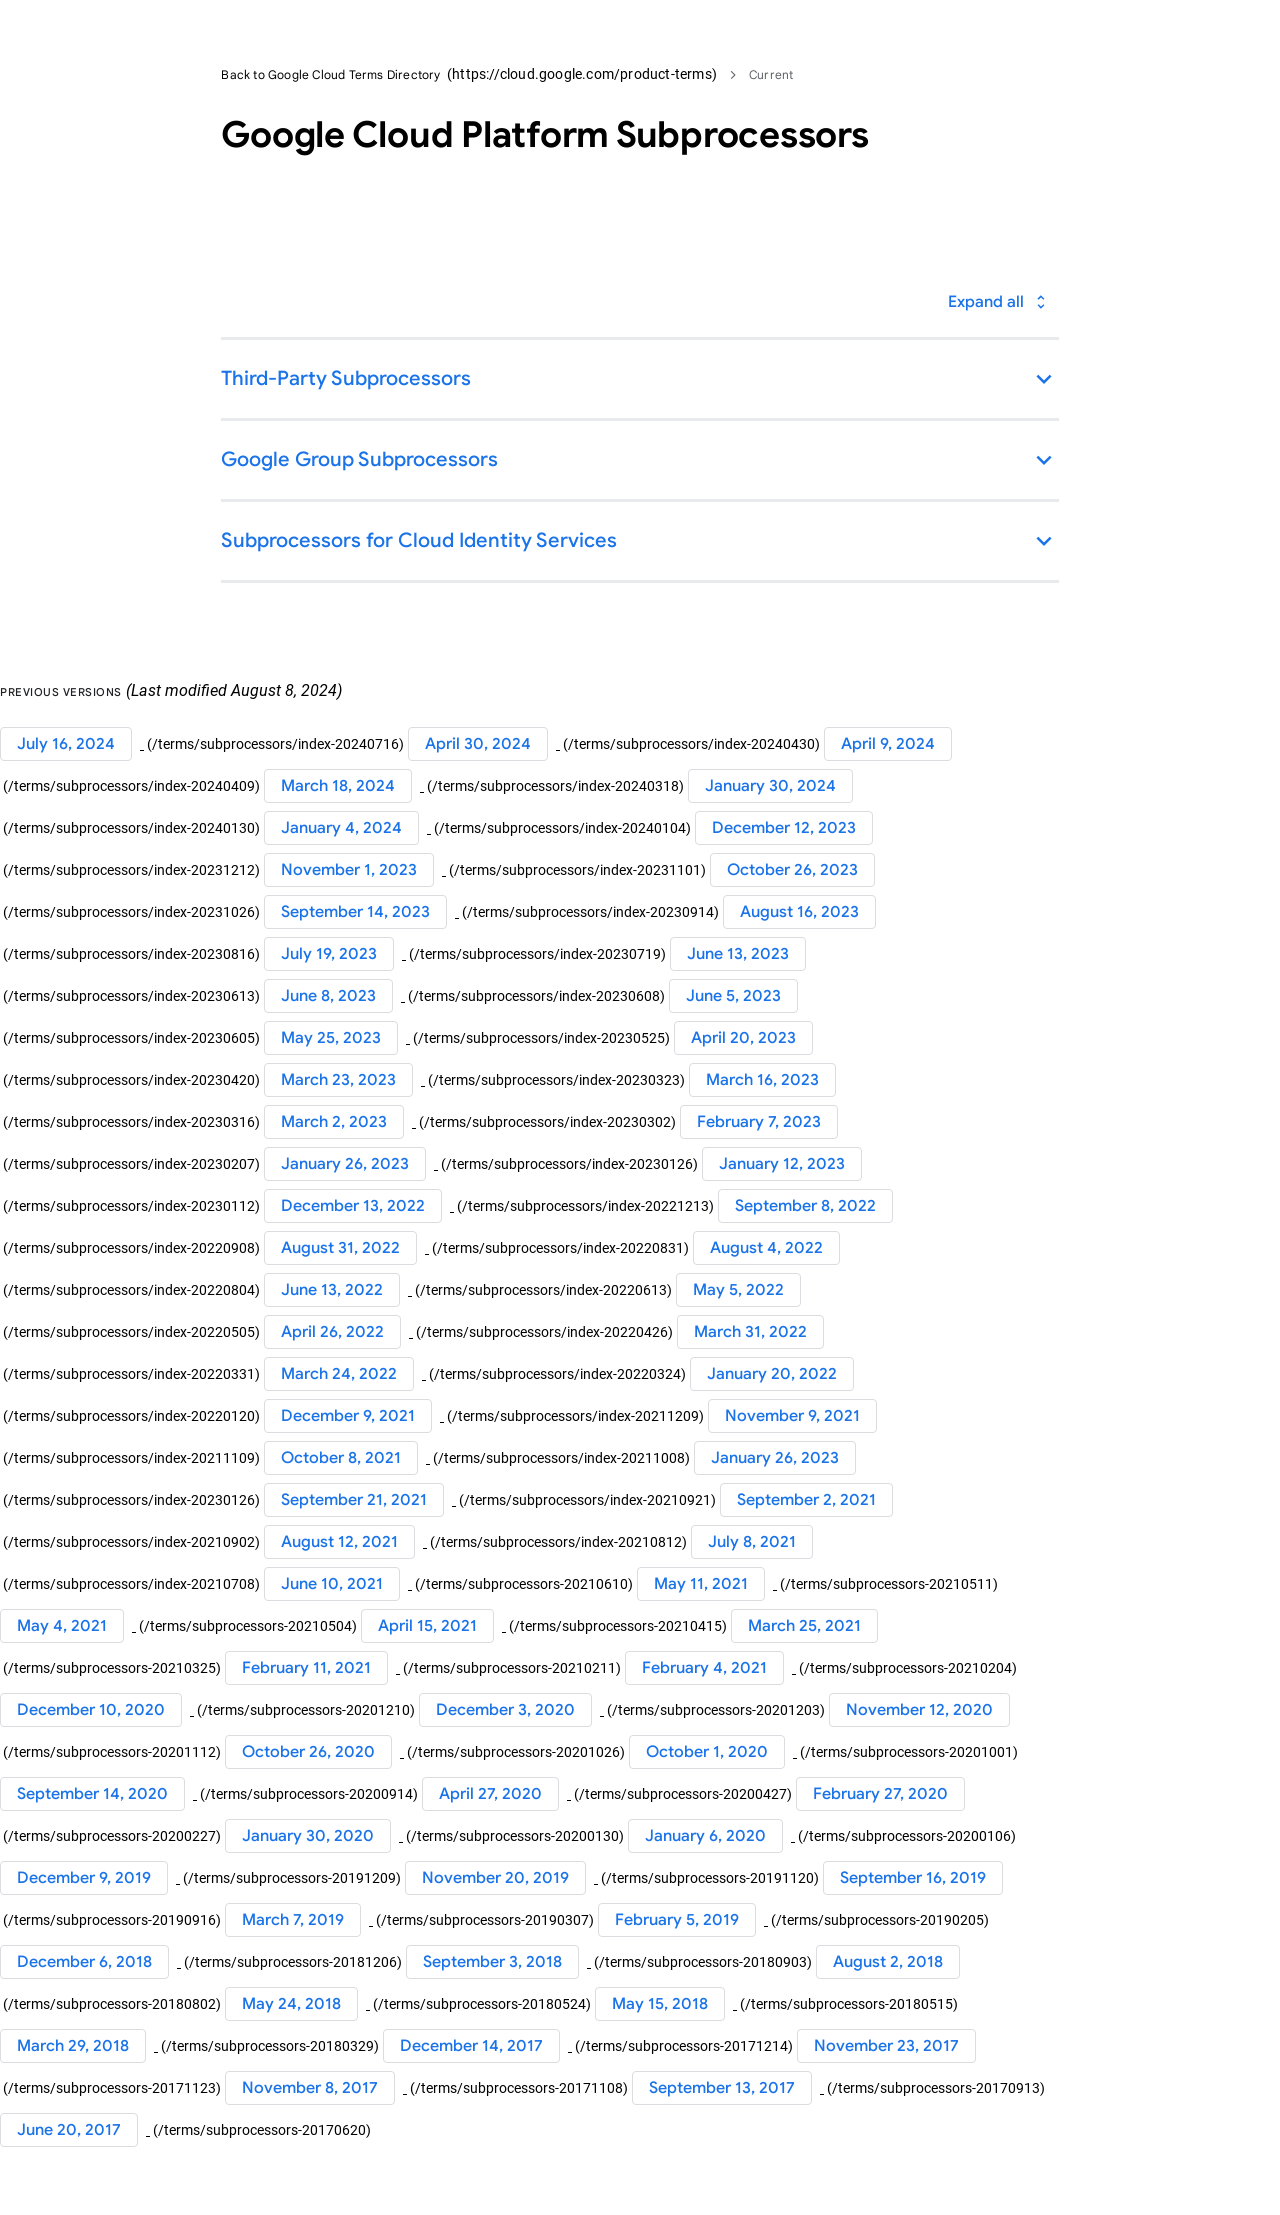 Back to Google Cloud Terms Directory (https://cloud.google.com/product-terms) > Current
Google Cloud Platform Subprocessors
Expand all
Third-Party Subprocessors
Google Group Subprocessors
Subprocessors for Cloud Identity Services
PREVIOUS VERSIONS (Last modified August 8, 2024)
July 16, 2024 (/terms/subprocessors/index-20240716) April 30, 2024 (/terms/subprocessors/index-20240430) April 9, 2024
(/terms/subprocessors/index-20240409) March 18, 2024 (/terms/subprocessors/index-20240318) January 30, 2024
(/terms/subprocessors/index-20240130) January 4, 2024 (/terms/subprocessors/index-20240104) December 12, 2023
(/terms/subprocessors/index-20231212) November 1, 2023 (/terms/subprocessors/index-20231101) October 26, 2023
(/terms/subprocessors/index-20231026) September 14, 2023 (/terms/subprocessors/index-20230914) August 16, 2023
(/terms/subprocessors/index-20230816) July 19, 2023 (/terms/subprocessors/index-20230719) June 13, 2023
(/terms/subprocessors/index-20230613) June 8, 2023 (/terms/subprocessors/index-20230608) June 5, 2023
(/terms/subprocessors/index-20230605) May 25, 2023 (/terms/subprocessors/index-20230525) April 20, 2023
(/terms/subprocessors/index-20230420) March 23, 2023 (/terms/subprocessors/index-20230323) March 16, 2023
(/terms/subprocessors/index-20230316) March 2, 2023 (/terms/subprocessors/index-20230302) February 7, 2023
(/terms/subprocessors/index-20230207) January 26, 2023 (/terms/subprocessors/index-20230126) January 12, 2023
(/terms/subprocessors/index-20230112) December 13, 2022 (/terms/subprocessors/index-20221213) September 8, 2022
(/terms/subprocessors/index-20220908) August 31, 2022 (/terms/subprocessors/index-20220831) August 4, 2022
(/terms/subprocessors/index-20220804) June 13, 2022 (/terms/subprocessors/index-20220613) May 5, 2022
(/terms/subprocessors/index-20220505) April 26, 2022 (/terms/subprocessors/index-20220426) March 31, 2022
(/terms/subprocessors/index-20220331) March 24, 2022 (/terms/subprocessors/index-20220324) January 20, 2022
(/terms/subprocessors/index-20220120) December 9, 2021 (/terms/subprocessors/index-20211209) November 9, 2021
(/terms/subprocessors/index-20211109) October 8, 2021 (/terms/subprocessors/index-20211008) January 26, 2023
(/terms/subprocessors/index-20230126) September 21, 2021 (/terms/subprocessors/index-20210921) September 2, 2021
(/terms/subprocessors/index-20210902) August 12, 2021 (/terms/subprocessors/index-20210812) July 8, 2021
(/terms/subprocessors/index-20210708) June 10, 2021 (/terms/subprocessors-20210610) May 11, 2021 (/terms/subprocessors-20210511)
May 4, 2021 (/terms/subprocessors-20210504) April 15, 2021 (/terms/subprocessors-20210415) March 25, 2021
(/terms/subprocessors-20210325) February 11, 2021 (/terms/subprocessors-20210211) February 4, 2021 (/terms/subprocessors-20210204)
December 10, 2020 (/terms/subprocessors-20201210) December 3, 2020 (/terms/subprocessors-20201203) November 12, 2020
(/terms/subprocessors-20201112) October 26, 2020 (/terms/subprocessors-20201026) October 1, 2020 (/terms/subprocessors-20201001)
September 14, 2020 (/terms/subprocessors-20200914) April 27, 2020 (/terms/subprocessors-20200427) February 27, 2020
(/terms/subprocessors-20200227) January 30, 2020 (/terms/subprocessors-20200130) January 6, 2020 (/terms/subprocessors-20200106)
December 9, 2019 (/terms/subprocessors-20191209) November 20, 2019 (/terms/subprocessors-20191120) September 16, 2019
(/terms/subprocessors-20190916) March 7, 2019 (/terms/subprocessors-20190307) February 5, 2019 (/terms/subprocessors-20190205)
December 6, 2018 (/terms/subprocessors-20181206) September 3, 2018 (/terms/subprocessors-20180903) August 2, 2018
(/terms/subprocessors-20180802) May 24, 2018 (/terms/subprocessors-20180524) May 15, 2018 (/terms/subprocessors-20180515)
March 29, 2018 (/terms/subprocessors-20180329) December 14, 2017 (/terms/subprocessors-20171214) November 23, 2017
(/terms/subprocessors-20171123) November 8, 2017 (/terms/subprocessors-20171108) September 13, 2017 (/terms/subprocessors-20170913)
June 20, 2017 (/terms/subprocessors-20170620)